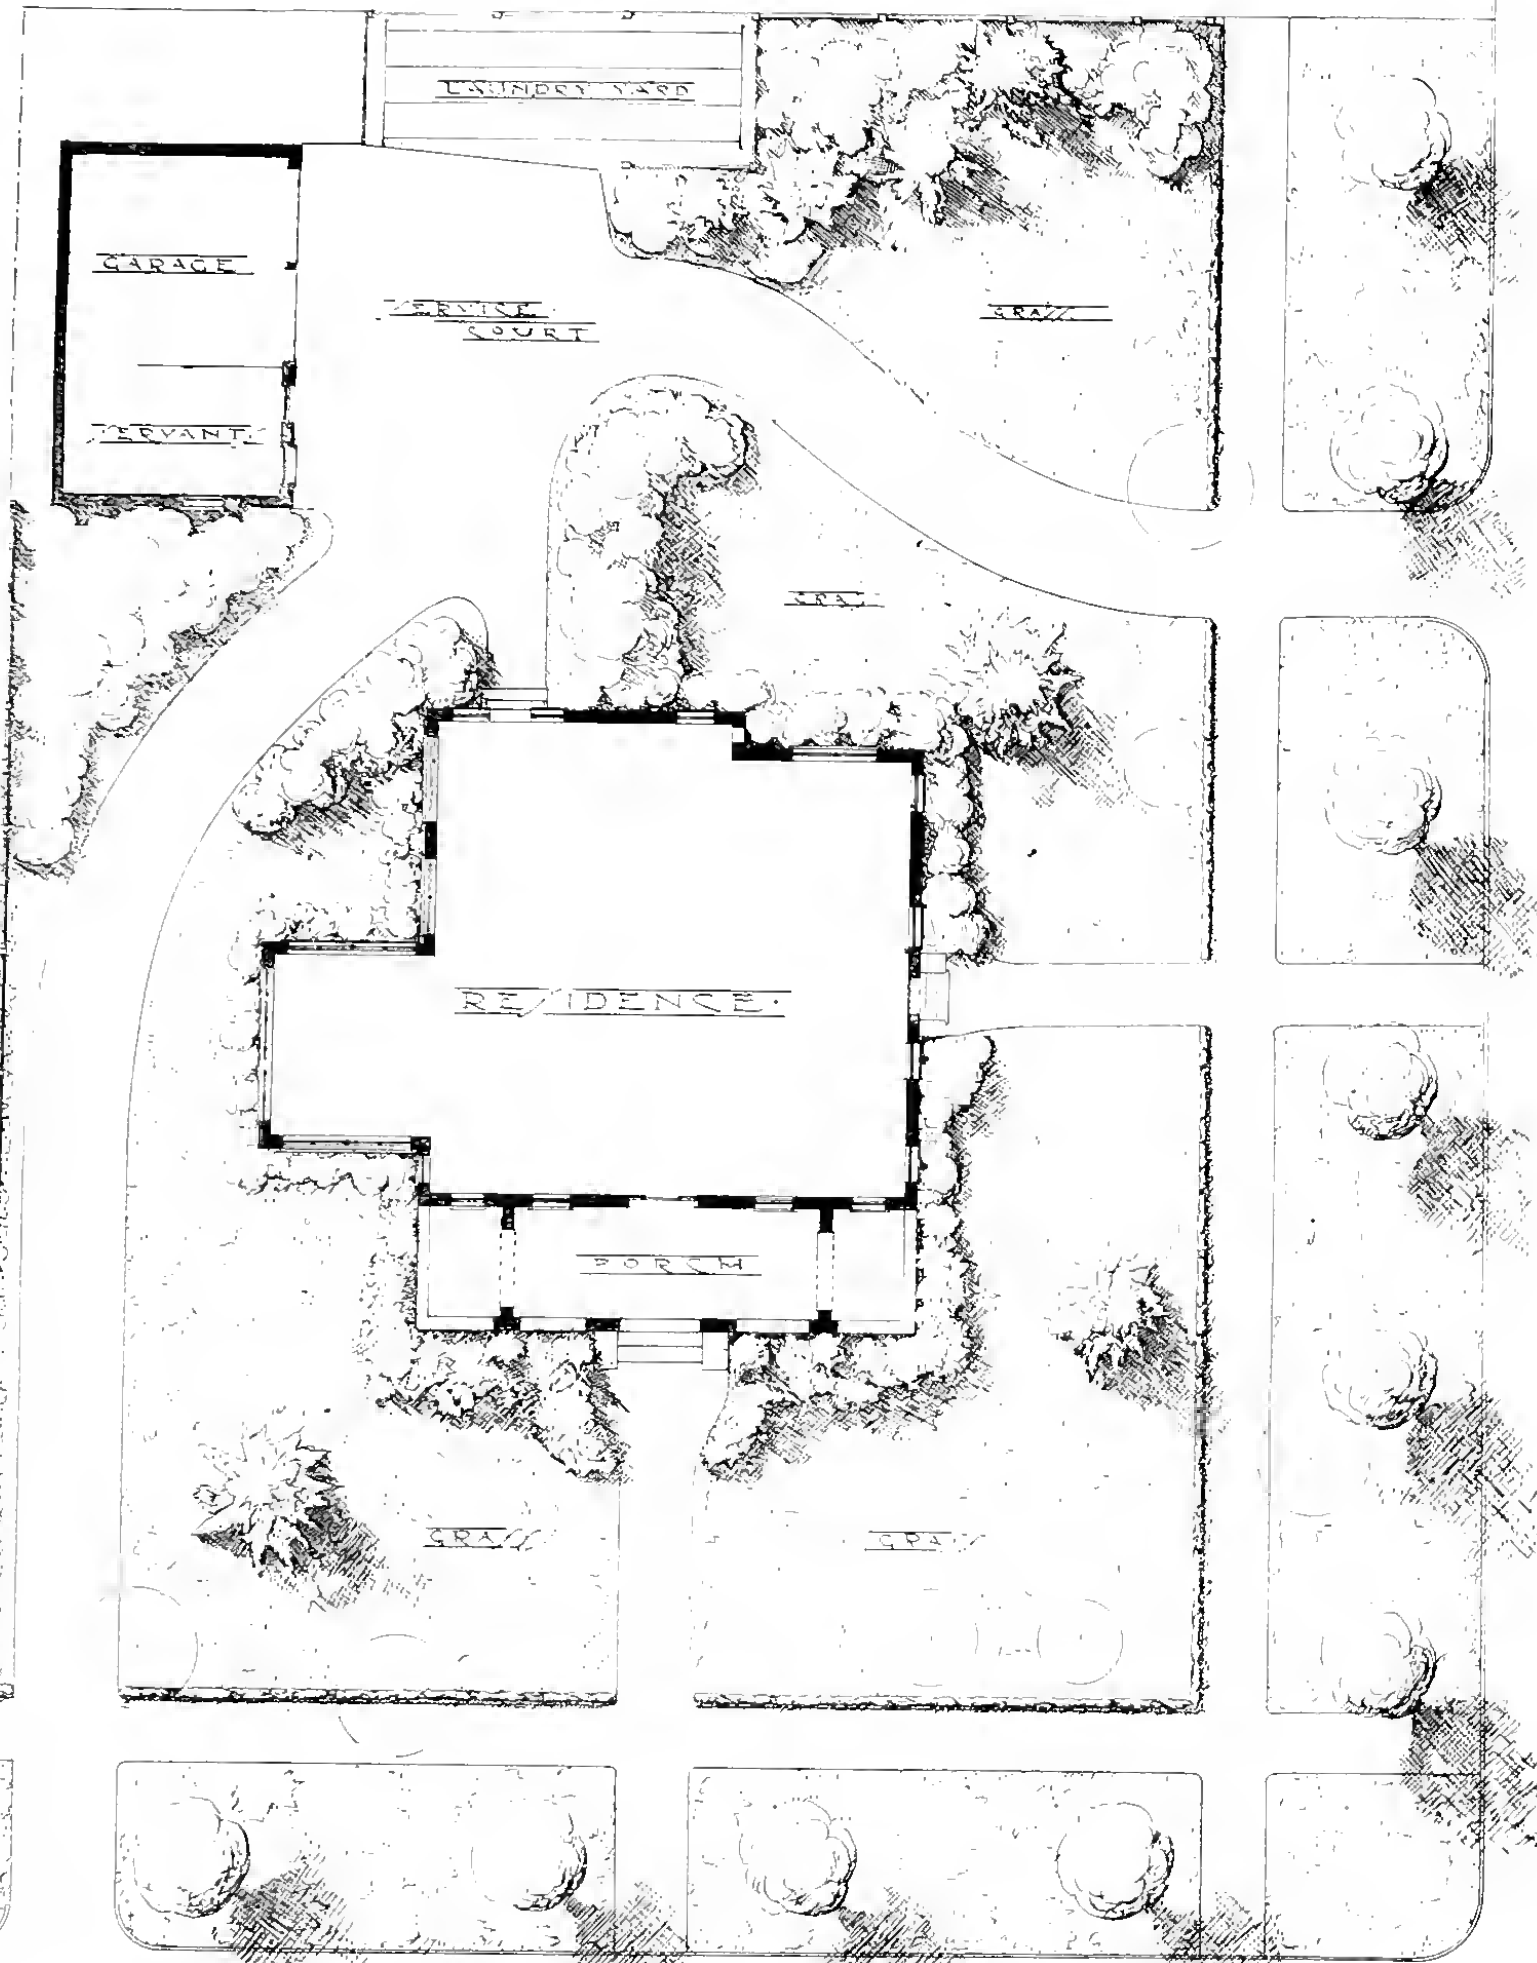 LAUNDRY YARD
GARAGE
SERVICE
COURT
GRASS
SERVANTS
GRASS
RESIDENCE
PORCH
GRASS
GRASS